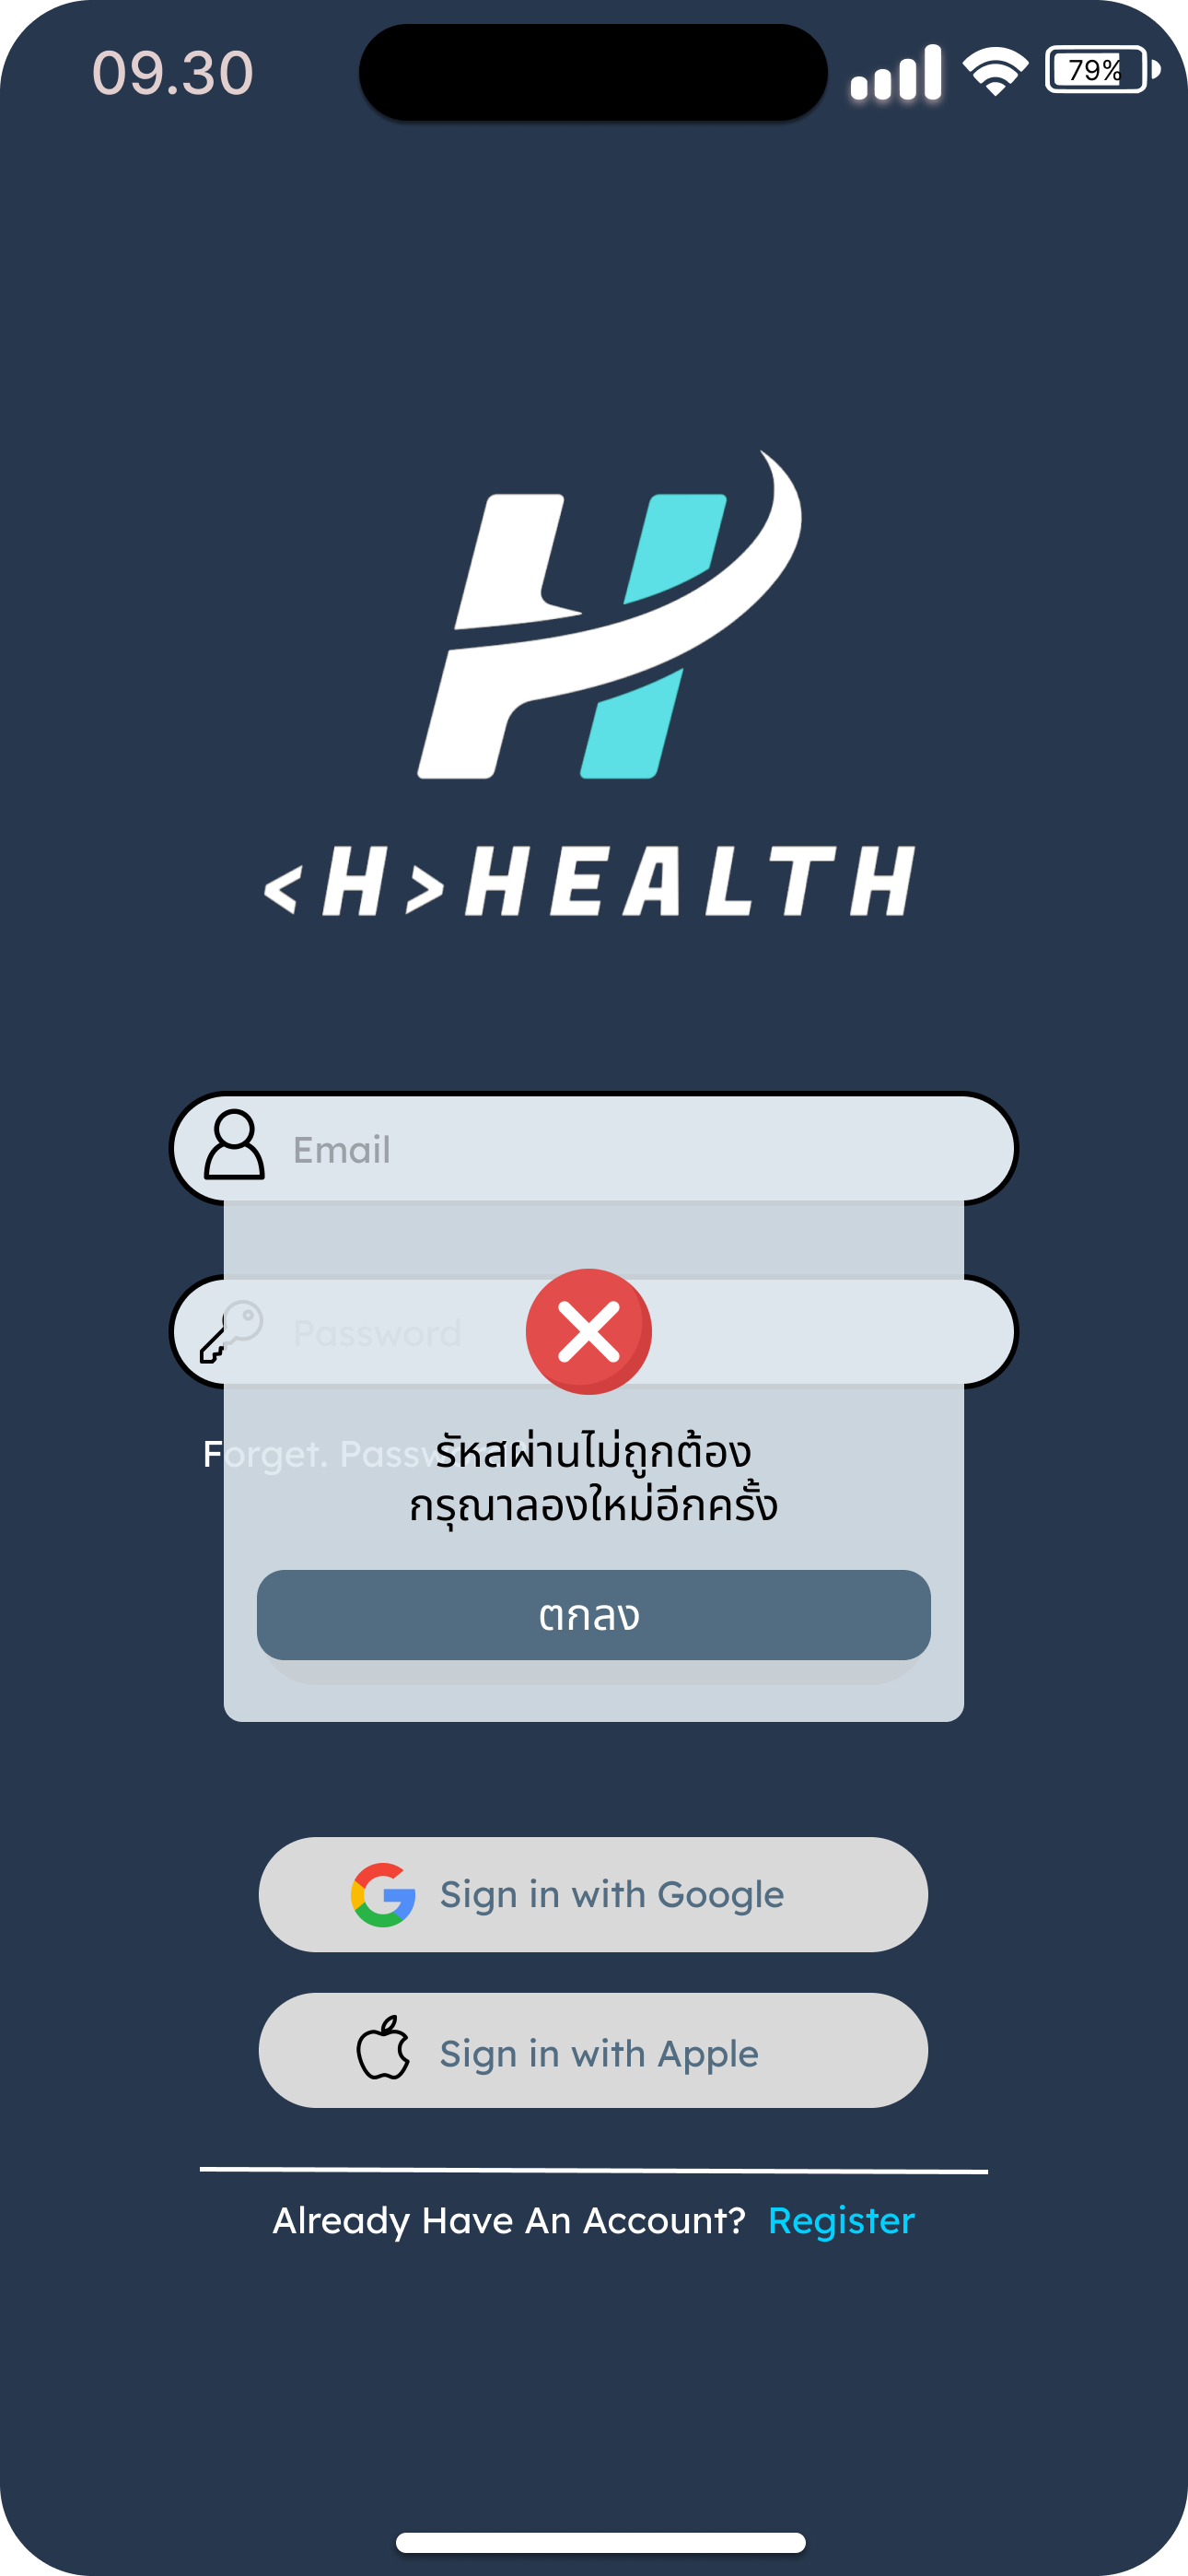 09.30
79%
<H>HEALTH
Email
Password
Forget. Passw
รัหสผ่านไม่ถูกต้อง
กรุณาลองใหม่อีกครั้ง
ตกลง
Sign in with Google
Sign in with Apple
Already Have An Account? Register